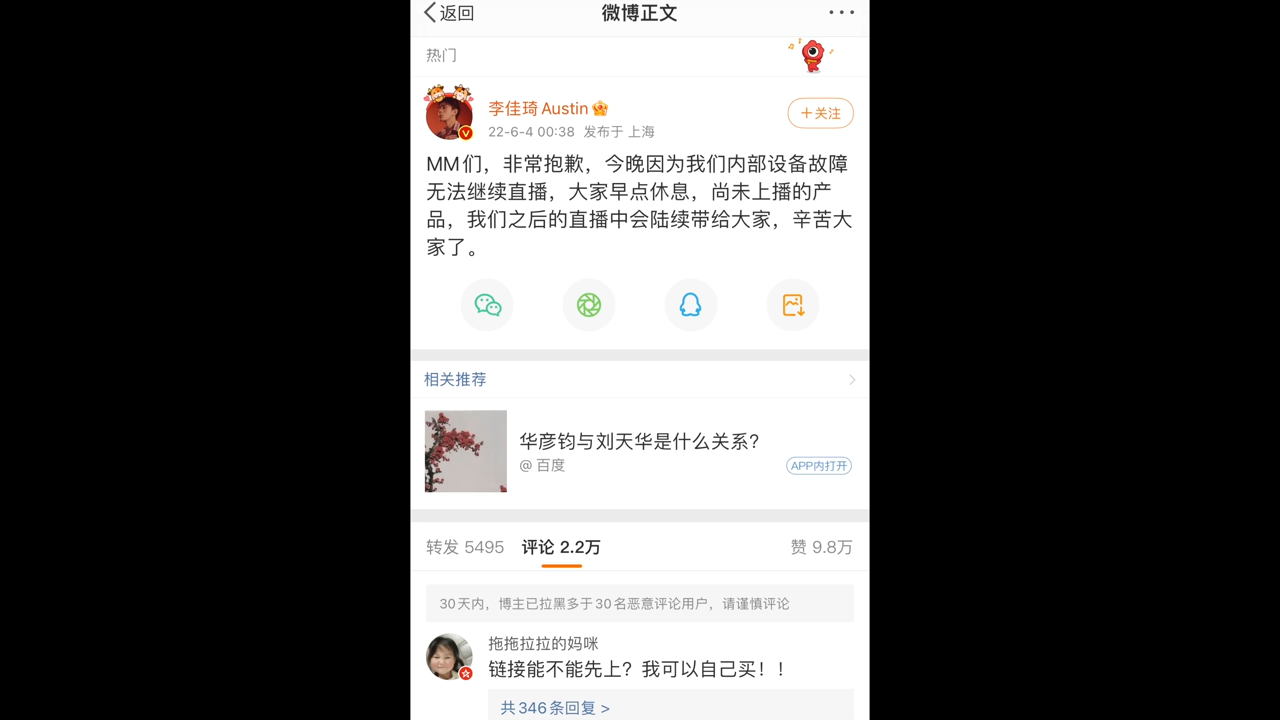 返回
微博正文
热门
李佳琦Austin
22-6-4 00:38 发布于 上海
+关注
MM们，非常抱歉，今晚因为我们内部设备故障
无法继续直播，大家早点休息，尚未上播的产
品，我们之后的直播中会陆续带给大家，辛苦大
家了。
相关推荐
华彦钧与刘天华是什么关系？
@ 百度
APP内打开
转发 5495 评论 2.2万 赞 9.8万
30天内，博主已拉黑多于30名恶意评论用户，请谨慎评论
拖拖拉拉的妈咪
链接能不能先上？我可以自己买！！
共346条回复 >